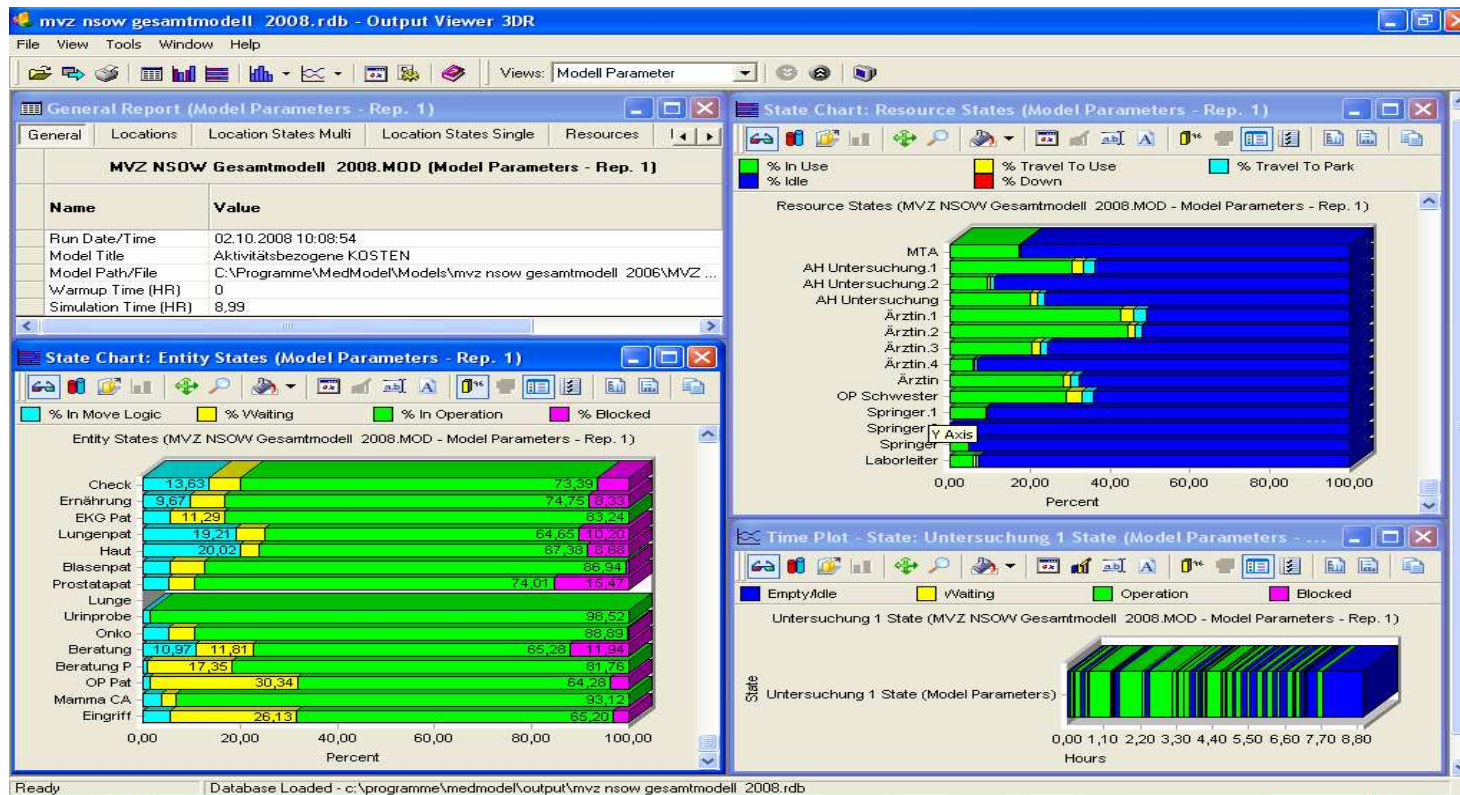 mvz nsow gesamtmodell 2008.rdb - Output Viewer 3DR
File View Tools Window Help
Views: Modell Parameter
General Report (Model Parameters - Rep. 1)
General Locations Location States Multi Location States Single Resources
MVZ NSOW Gesamtmodell 2008.MOD (Model Parameters - Rep. 1)
Name Value
Run Date/Time 02.10.2008 10:08:54
Model Title Aktivitätsbezogene KOSTEN
Model Path/File C:\Programme\MedModel\Models\mvz nsow gesamtmodell 2006\MVZ ...
Warmup Time (HR) 0
Simulation Time (HR) 8,99
State Chart: Entity States (Model Parameters - Rep. 1)
% In Move Logic % Waiting % In Operation % Blocked
Entity States (MVZ NSOW Gesamtmodell 2008.MOD - Model Parameters - Rep. 1)
Check 13,63 73,39
Ernährung 9,67 74,75 8,33
EKG Pat 11,29 83,24
Lungenpat 19,21 64,65 10,20
Haut 20,02 67,38 8,68
Blasenpat 86,94
Prostatapat 74,01 15,47
Lunge
Urinprobe 98,52
Onko 88,89
Beratung 10,97 11,81 65,28 11,94
Beratung P 17,35 81,76
OP Pat 30,34 64,28
Mamma CA 93,12
Eingriff 26,13 65,20
0,00 20,00 40,00 60,00 80,00 100,00
Percent
State Chart: Resource States (Model Parameters - Rep. 1)
% In Use % Travel To Use % Travel To Park
% Idle % Down
Resource States (MVZ NSOW Gesamtmodell 2008.MOD - Model Parameters - Rep. 1)
MTA
AH Untersuchung.1
AH Untersuchung.2
AH Untersuchung
Ärztin.1
Ärztin.2
Ärztin.3
Ärztin.4
Ärztin
OP Schwester
Springer.1
Springer
Y Axis
Springer
Laborleiter
0,00 20,00 40,00 60,00 80,00 100,00
Percent
Time Plot - State: Untersuchung 1 State (Model Parameters - ...
Empty/Idle Waiting Operation Blocked
Untersuchung 1 State (MVZ NSOW Gesamtmodell 2008.MOD - Model Parameters - Rep. 1)
State
Untersuchung 1 State (Model Parameters)
0,00 1,10 2,20 3,30 4,40 5,50 6,60 7,70 8,80
Hours
Ready Database Loaded - c:\programme\medmodel\output\mvz nsow gesamtmodell 2008.rdb